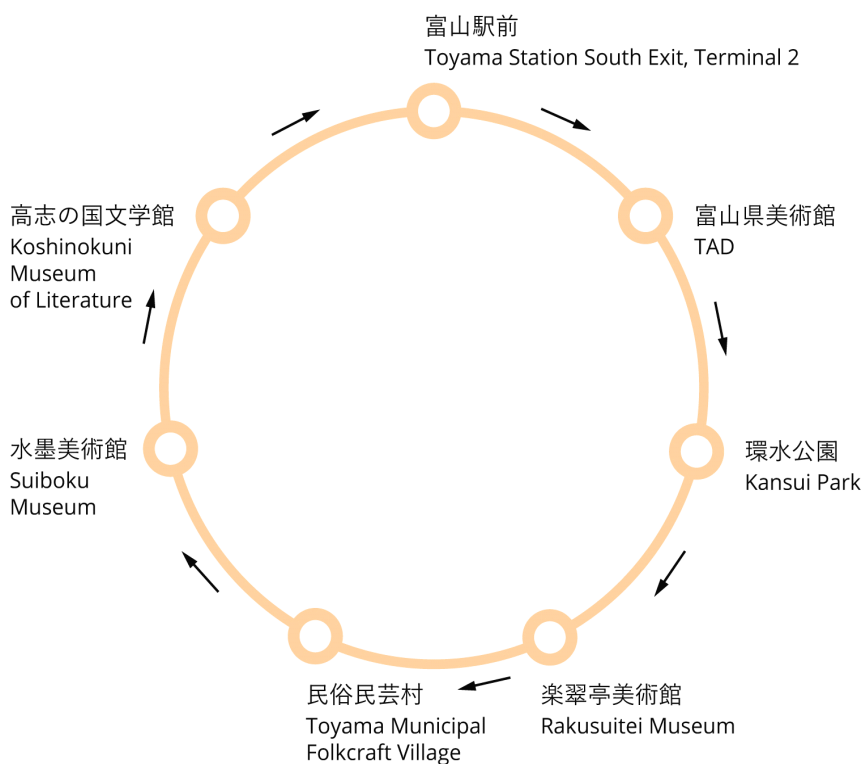 富山駅前
Toyama Station South Exit, Terminal 2
富山県美術館
TAD
環水公園
Kansui Park
楽翠亭美術館
Rakusuitei Museum
民俗民芸村
Toyama Municipal
Folkcraft Village
水墨美術館
Suiboku
Museum
高志の国文学館
Koshinokuni
Museum
of Literature